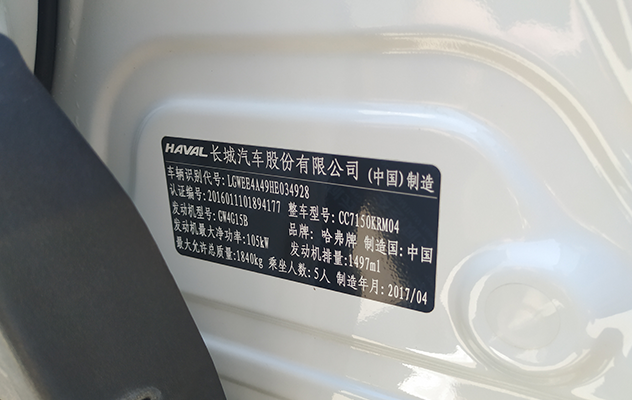 HAVAL 长城汽车股份有限公司 (中国) 制造
车辆识别代号: LGWEE4A49HE034928
认证编号: 2016011101894177 整车型号: CC7150KRM04
发动机型号: GW4G15B 品牌: 哈弗牌 制造国: 中国
发动机最大净功率: 105kW 发动机排量: 1497ml
最大允许总质量: 1840kg 乘坐人数: 5人 制造年月: 2017/04